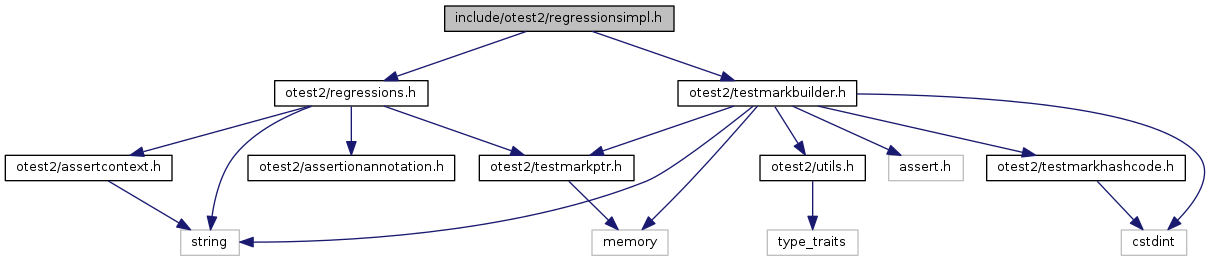 include/otest2/regressionsimpl.h
otest2/regressions.h
otest2/testmarkbuilder.h
otest2/assertcontext.h
otest2/assertionannotation.h
otest2/testmarkptr.h
otest2/utils.h
assert.h
otest2/testmarkhashcode.h
string
memory
type_traits
cstdint